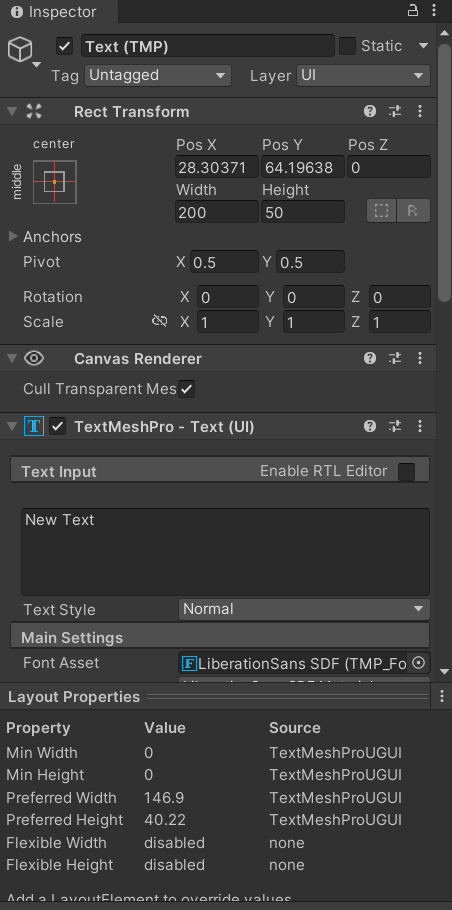 Inspector
Text (TMP)
Static
Tag Untagged Layer UI
Rect Transform
center
middle
Pos X Pos Y Pos Z
28.30371 64.19638 0
Width Height
200 50
R
Anchors
Pivot X 0.5 Y 0.5
Rotation X 0 Y 0 Z 0
Scale X 1 Y 1 Z 1
Canvas Renderer
Cull Transparent Mes
T TextMeshPro - Text (UI)
Text Input Enable RTL Editor
New Text
Text Style Normal
Main Settings
Font Asset F LiberationSans SDF (TMP_Fo
Layout Properties
Property Value Source
Min Width 0 TextMeshProUGUI
Min Height 0 TextMeshProUGUI
Preferred Width 146.9 TextMeshProUGUI
Preferred Height 40.22 TextMeshProUGUI
Flexible Width disabled none
Flexible Height disabled none
Add a LayoutElement to override values